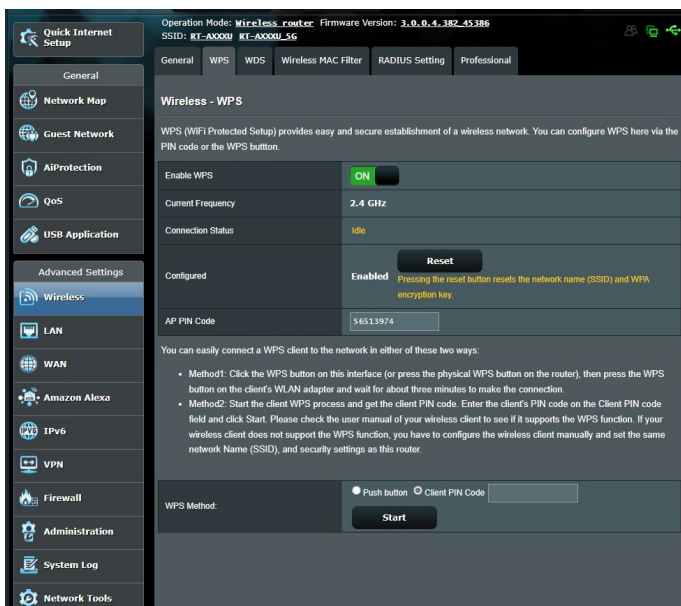 Quick Internet
Setup
General
Network Map
Guest Network
AiProtection
QoS
USB Application
Advanced Settings
Wireless
LAN
WAN
Amazon Alexa
IPv6
VPN
Firewall
Administration
System Log
Network Tools
Operation Mode: Wireless router Firmware Version: 3.0.0.4.382_45386
SSID: RT-AXXXU RT-AXXXU_5G
General WPS WDS Wireless MAC Filter RADIUS Setting Professional
Wireless - WPS
WPS (WiFi Protected Setup) provides easy and secure establishment of a wireless network. You can configure WPS here via the
PIN code or the WPS buttton.
Enable WPS ON
Current Frequency 2.4 GHz
Connection Status Idle
Configured Enabled Reset
Pressing the reset button resets the network name (SSID) and WPA
encryption key.
AP PIN Code 56513974
You can easily connect a WPS client to the network in either of these two ways:
• Method1: Click the WPS button on this interface (or press the physical WPS button on the router), then press the WPS
button on the client's WLAN adapter and wait for about three minutes to make the connection.
• Method2: Start the client WPS process and get the client PIN code. Enter the client's PIN code on the Client PIN code
field and click Start. Please check the user manual of your wireless client to see if it supports the WPS function. If your
wireless client does not support the WPS function, you have to configure the wireless client manually and set the same
network Name (SSID), and security settings as this router.
WPS Method: Push button Client PIN Code
Start